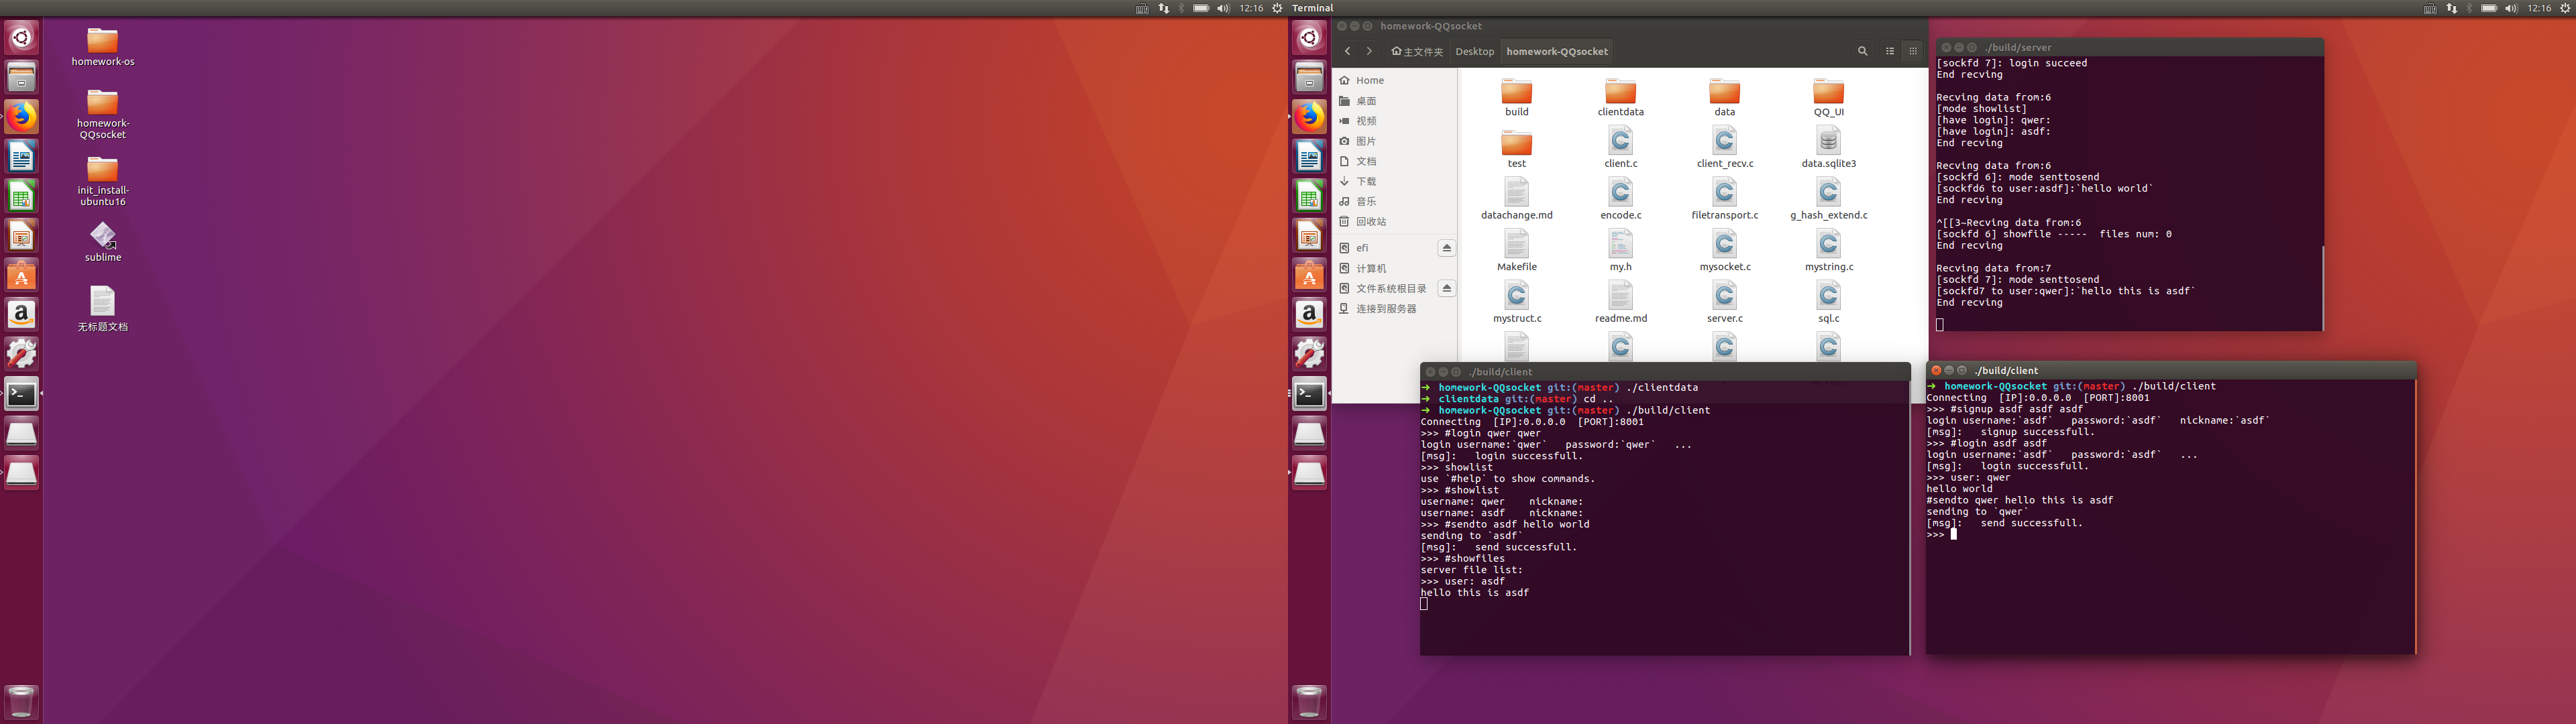 12:16
homework-os
homework-
QQsocket
init_install-
ubuntu16
sublime
无标题文档
Terminal
12:16
homework-QQsocket
主文件夹
Desktop
homework-QQsocket
Home
桌面
视频
图片
文档
下载
音乐
回收站
efi
计算机
文件系统根目录
连接到服务器
build
clientdata
data
QQ_UI
test
client.c
client_recv.c
data.sqlite3
datachange.md
encode.c
filetransport.c
g_hash_extend.c
Makefile
my.h
mysocket.c
mystring.c
mystruct.c
readme.md
server.c
sql.c
./build/server
[sockfd 7]: login succeed
End recving
Recving data from:6
[mode showlist]
[have login]: qwer:
[have login]: asdf:
End recving
Recving data from:6
[sockfd 6]: mode senttosend
[sockfd6 to user:asdf]:`hello world`
End recving
^[[3~Recving data from:6
[sockfd 6] showfile -----  files num: 0
End recving
Recving data from:7
[sockfd 7]: mode senttosend
[sockfd7 to user:qwer]:`hello this is asdf`
End recving
./build/client
→  homework-QQsocket git:(master) ./clientdata
→  clientdata git:(master) cd ..
→  homework-QQsocket git:(master) ./build/client
Connecting  [IP]:0.0.0.0  [PORT]:8001
>>> #login qwer qwer
login username:`qwer`   password:`qwer`   ...
[msg]:   login successfull.
>>> showlist
use `#help` to show commands.
>>> #showlist
username: qwer    nickname:
username: asdf    nickname:
>>> #sendto asdf hello world
sending to `asdf`
[msg]:   send successfull.
>>> #showfiles
server file list:
>>> user: asdf
hello this is asdf
./build/client
→  homework-QQsocket git:(master) ./build/client
Connecting  [IP]:0.0.0.0  [PORT]:8001
>>> #signup asdf asdf asdf
login username:`asdf`   password:`asdf`   nickname:`asdf`
[msg]:   signup successfull.
>>> #login asdf asdf
login username:`asdf`   password:`asdf`   ...
[msg]:   login successfull.
>>> user: qwer
hello world
#sendto qwer hello this is asdf
sending to `qwer`
[msg]:   send successfull.
>>>